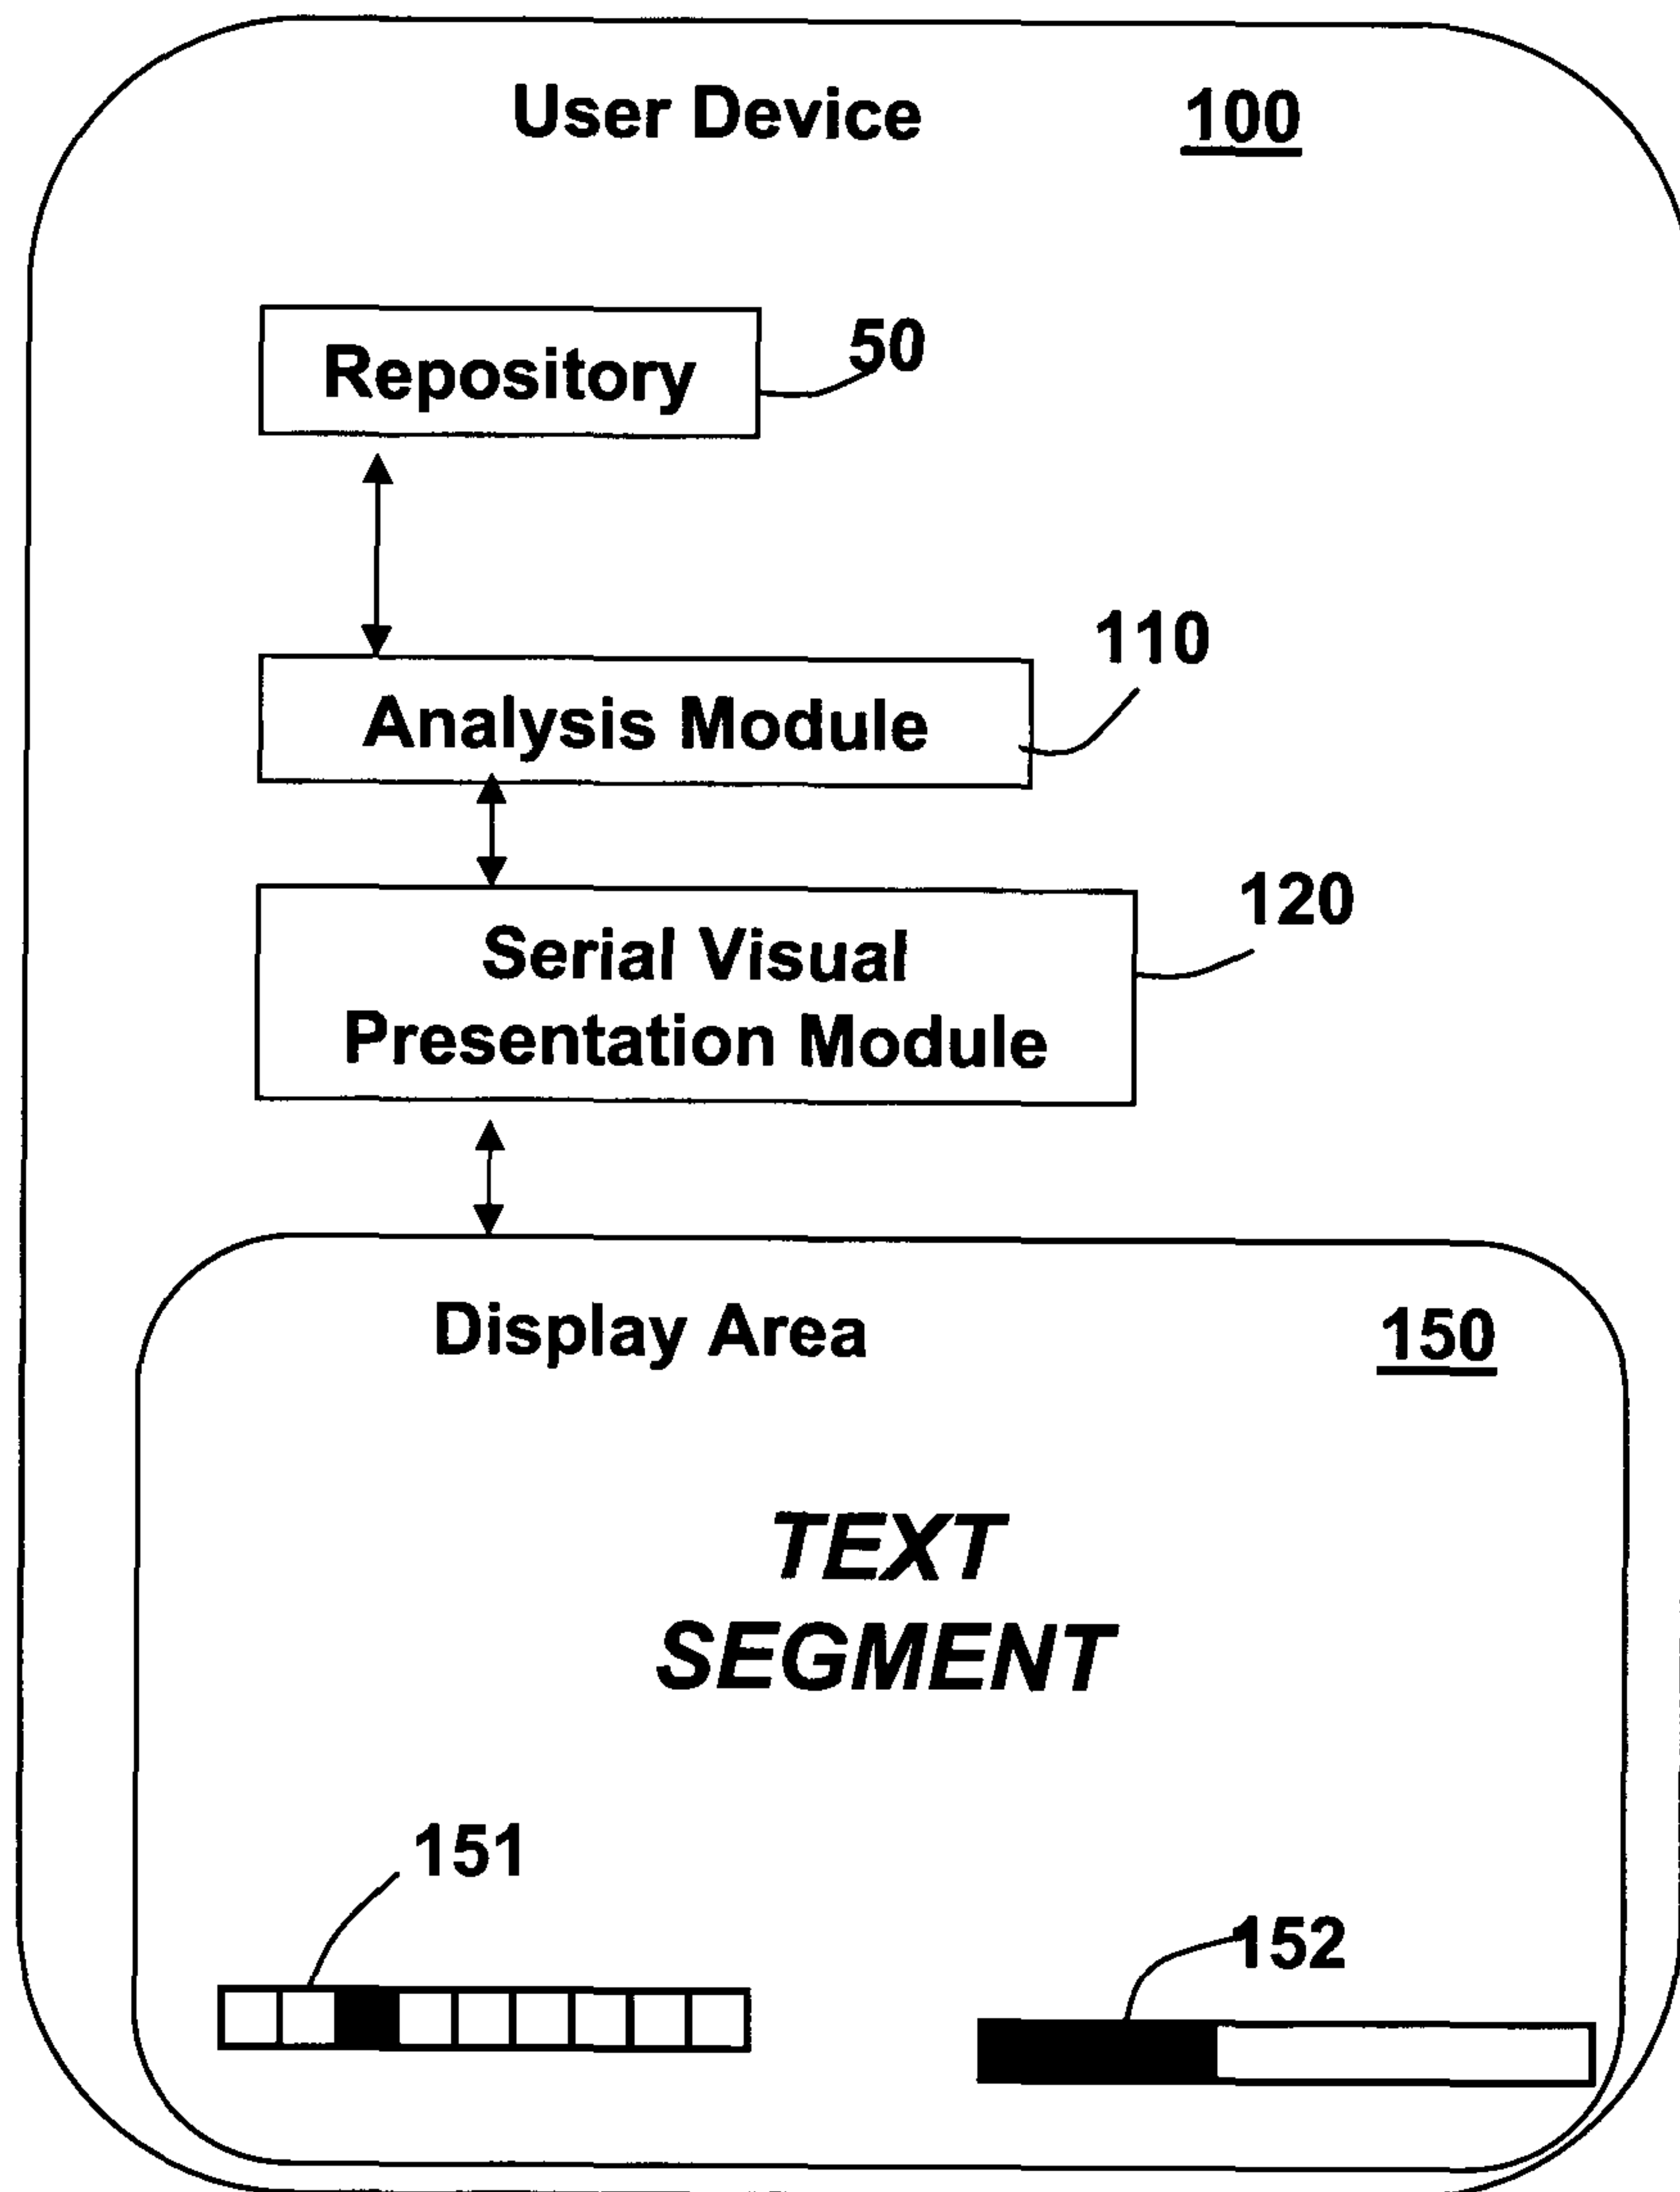 User Device 100
Repository 50
110
Analysis Module
120
Serial Visual
Presentation Module
Display Area 150
TEXT
SEGMENT
151
152